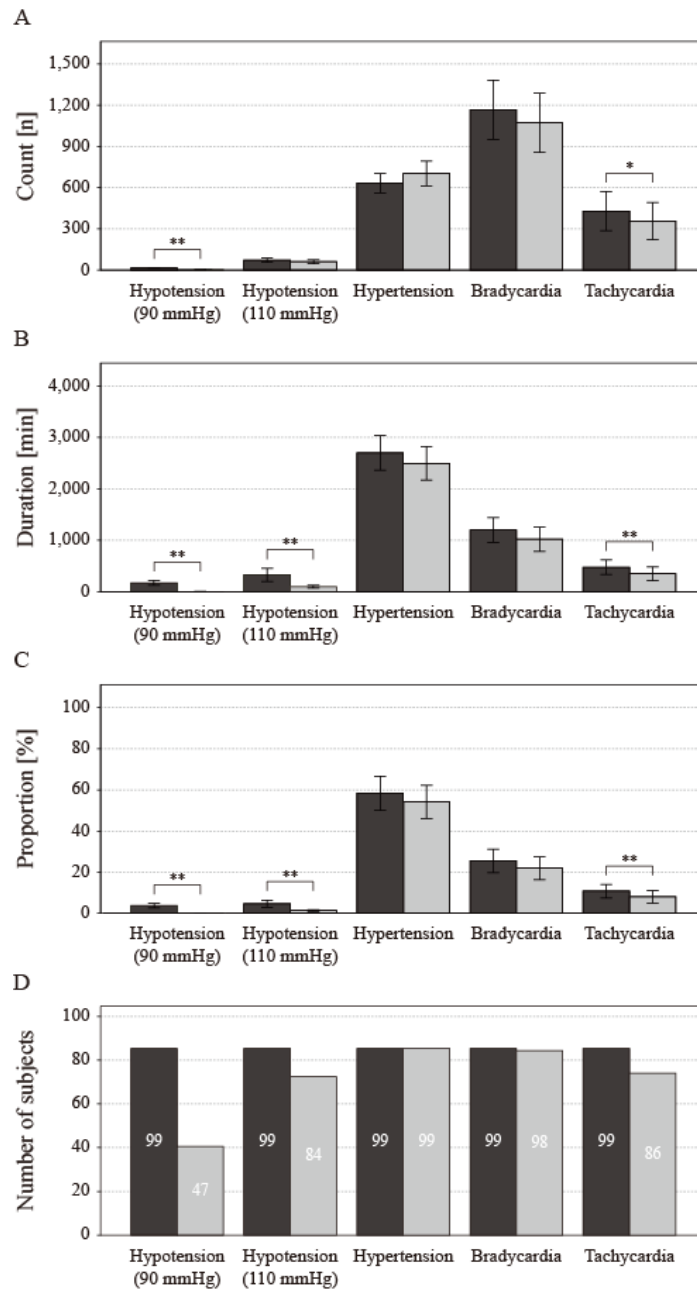 A
Count [n]
1,500
1,200
900
600
300
0
**
*
Hypotension Hypotension Hypertension Bradycardia Tachycardia
(90 mmHg) (110 mmHg)
B
Duration [min]
4,000
3,000
2,000
1,000
0
** ** **
Hypotension Hypotension Hypertension Bradycardia Tachycardia
(90 mmHg) (110 mmHg)
C
Proportion [%]
100
80
60
40
20
0
** ** **
Hypotension Hypotension Hypertension Bradycardia Tachycardia
(90 mmHg) (110 mmHg)
D
Number of subjects
100
80
60
40
20
0
99 47 99 84 99 99 99 98 99 86
Hypotension Hypotension Hypertension Bradycardia Tachycardia
(90 mmHg) (110 mmHg)